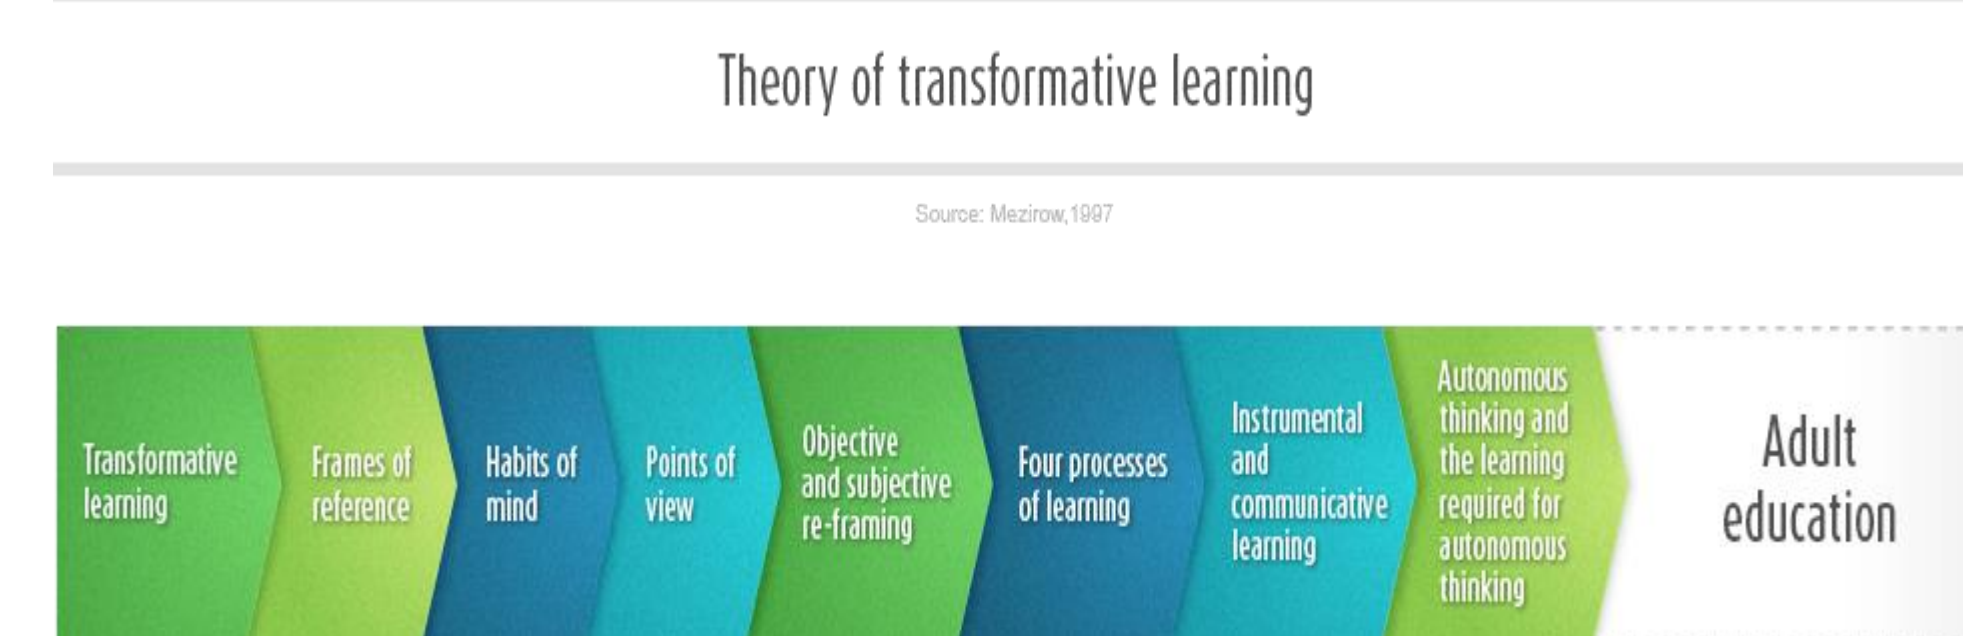 Theory of transformative learning
Source: Mezirow,1997
Transformative
learning
Frames of
reference
Habits of
mind
Points of
view
Objective
and subjective
re-framing
Four processes
of learning
Instrumental
and
communicative
learning
Autonomous
thinking and
the learning
required for
autonomous
thinking
Adult
education